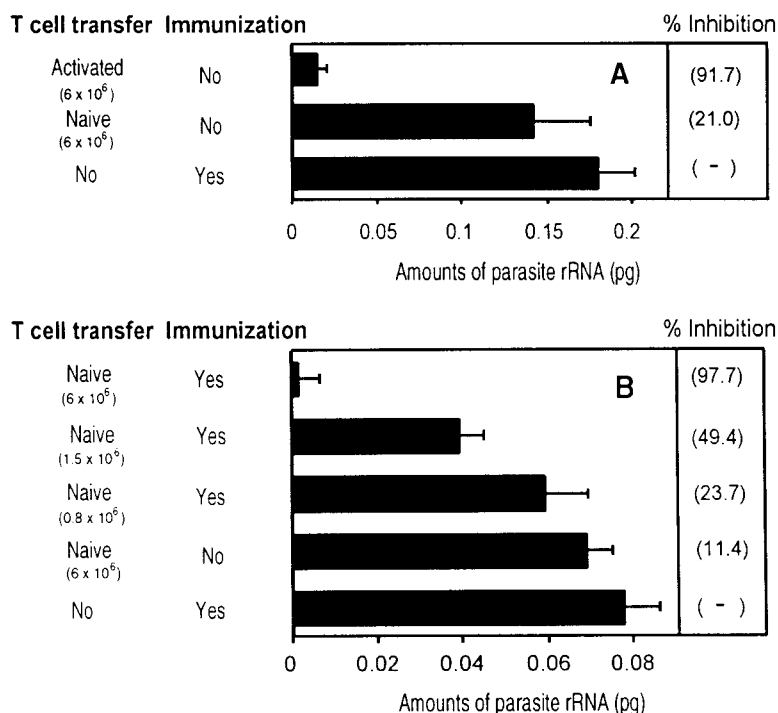 T cell transfer Immunization % Inhibition
A
Activated No (91.7)
(6 x 10⁶)
Naive No (21.0)
(6 x 10⁶)
No Yes ( - )
0 0.05 0.1 0.15 0.2
Amounts of parasite rRNA (pg)
T cell transfer Immunization % Inhibition
B
Naive Yes (97.7)
(6 x 10⁶)
Naive Yes (49.4)
(1.5 x 10⁶)
Naive Yes (23.7)
(0.8 x 10⁶)
Naive No (11.4)
(6 x 10⁶)
No Yes ( - )
0 0.02 0.04 0.06 0.08
Amounts of parasite rRNA (pg)